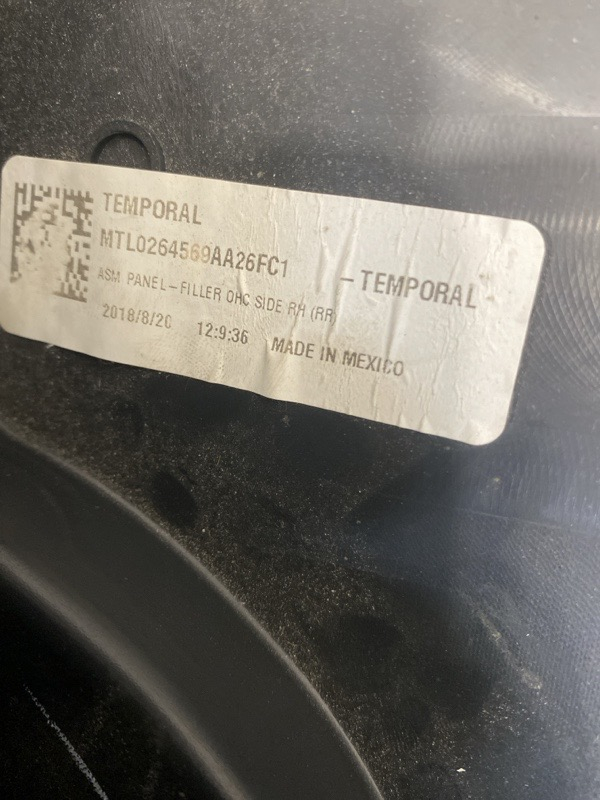 TEMPORAL
MTL0264569AA26FC1 -TEMPORAL-
ASM PANEL-FILLER OHC SIDE RH (RR)
2018/8/20 12:9:36 MADE IN MEXICO